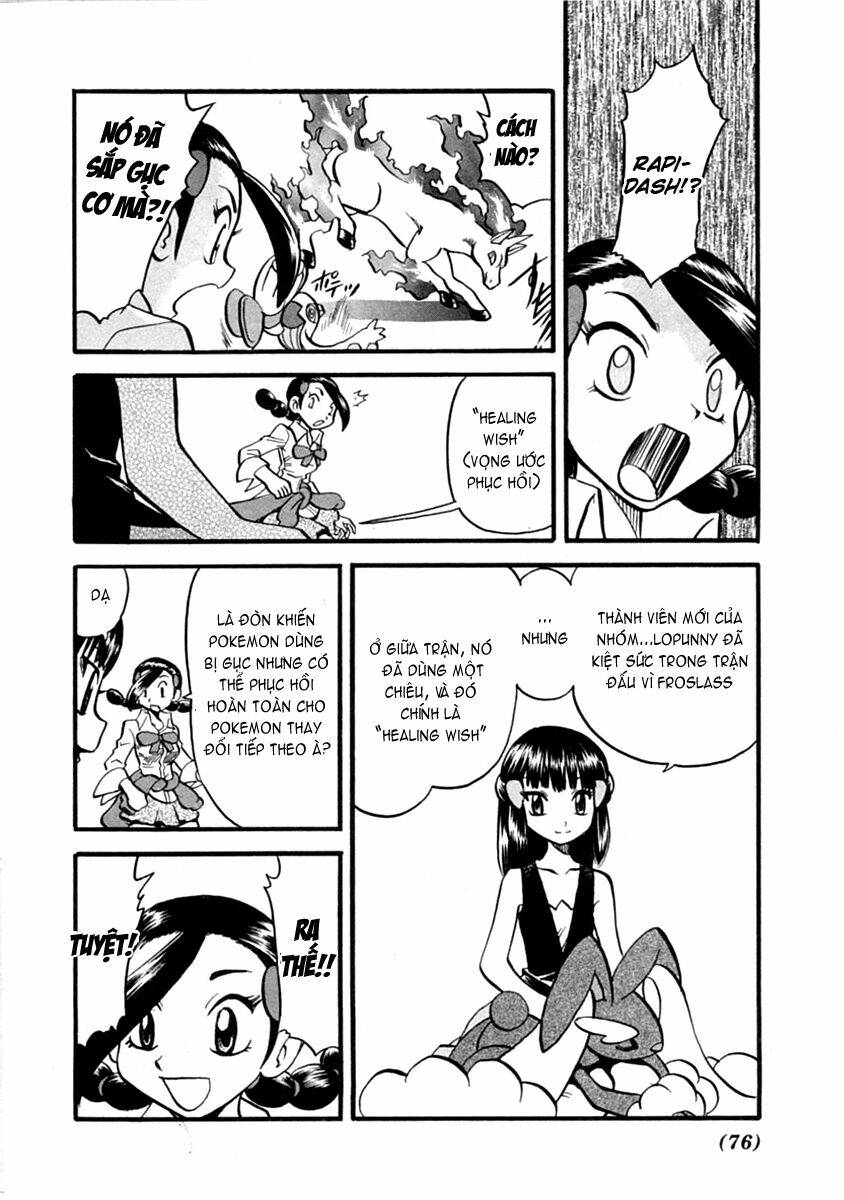 RAPI-
DASH!?
CÁCH
NÀO?
NÓ ĐÃ
SẮP GỤC
CƠ MÀ?!
ポテッ
"HEALING
WISH"
(VỌNG ƯỚC
PHỤC HỒI)
THÀNH VIÊN MỚI CỦA
NHÓM...LOPUNNY ĐÃ
KIỆT SỨC TRONG TRẬN
ĐẤU VÌ FROSLASS
...
NHƯNG
Ở GIỮA TRẬN, NÓ
ĐÃ DÙNG MỘT
CHIÊU, VÀ ĐÓ
CHÍNH LÀ
"HEALING WISH"
LÀ ĐÒN KHIẾN
POKEMON DÙNG
BỊ GỤC NHƯNG CÓ
THỂ PHỤC HỒI
HOÀN TOÀN CHO
POKEMON THAY
ĐỔI TIẾP THEO À?
DẠ
RA
THẾ!!
TUYỆT!
(76)